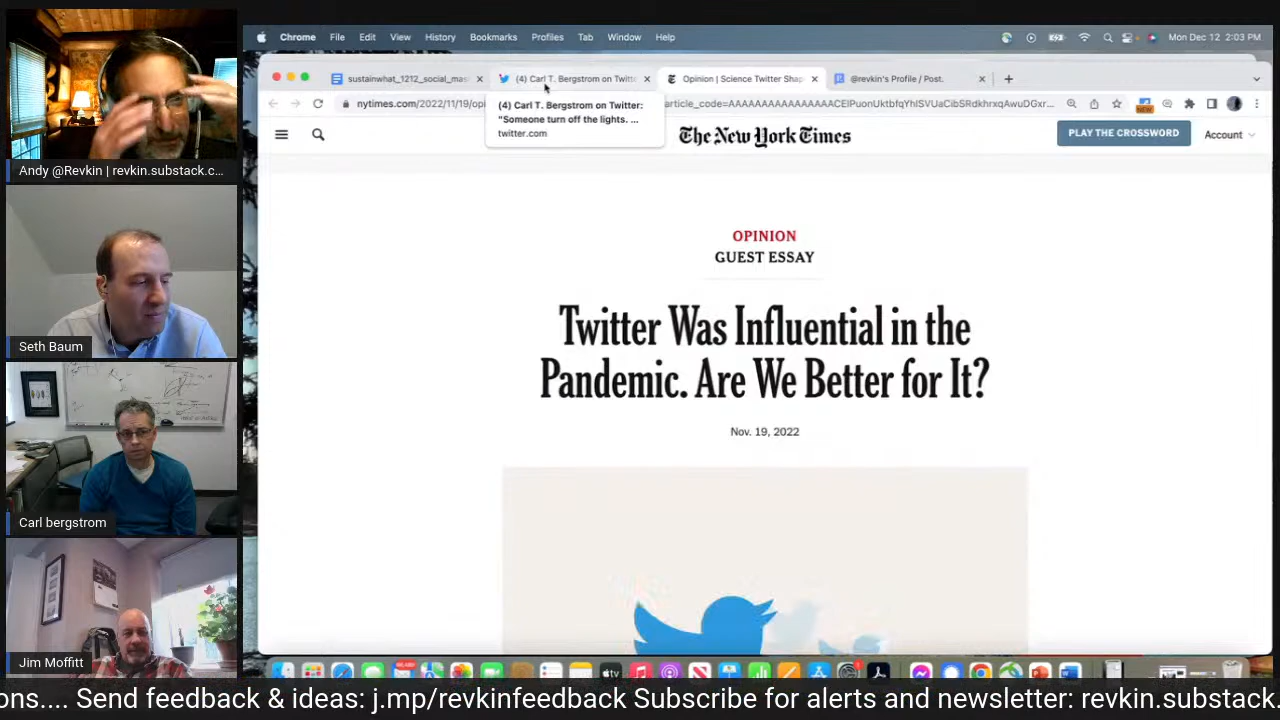 Chrome File Edit View History Bookmarks Profiles Tab Window Help
Mon Dec 12 2:03 PM
sustainwhat_1212_social_mas
(4) Carl T. Bergstrom on Twitt
Opinion | Science Twitter Shap
@revkin's Profile / Post.
nytimes.com/2022/11/19/opi
article_code=AAAAAAAAAAAAAAAACEIPuonUktbfqYhlSVUaCibSRdkhrxqAwuDGxr...
(4) Carl T. Bergstrom on Twitter:
"Someone turn off the lights. ...
twitter.com
The New York Times
PLAY THE CROSSWORD
Account
Andy @Revkin | revkin.substack.c...
OPINION
GUEST ESSAY
Twitter Was Influential in the
Pandemic. Are We Better for It?
Nov. 19, 2022
Seth Baum
Carl bergstrom
Jim Moffitt
ons.... Send feedback & ideas: j.mp/revkinfeedback Subscribe for alerts and newsletter: revkin.substack